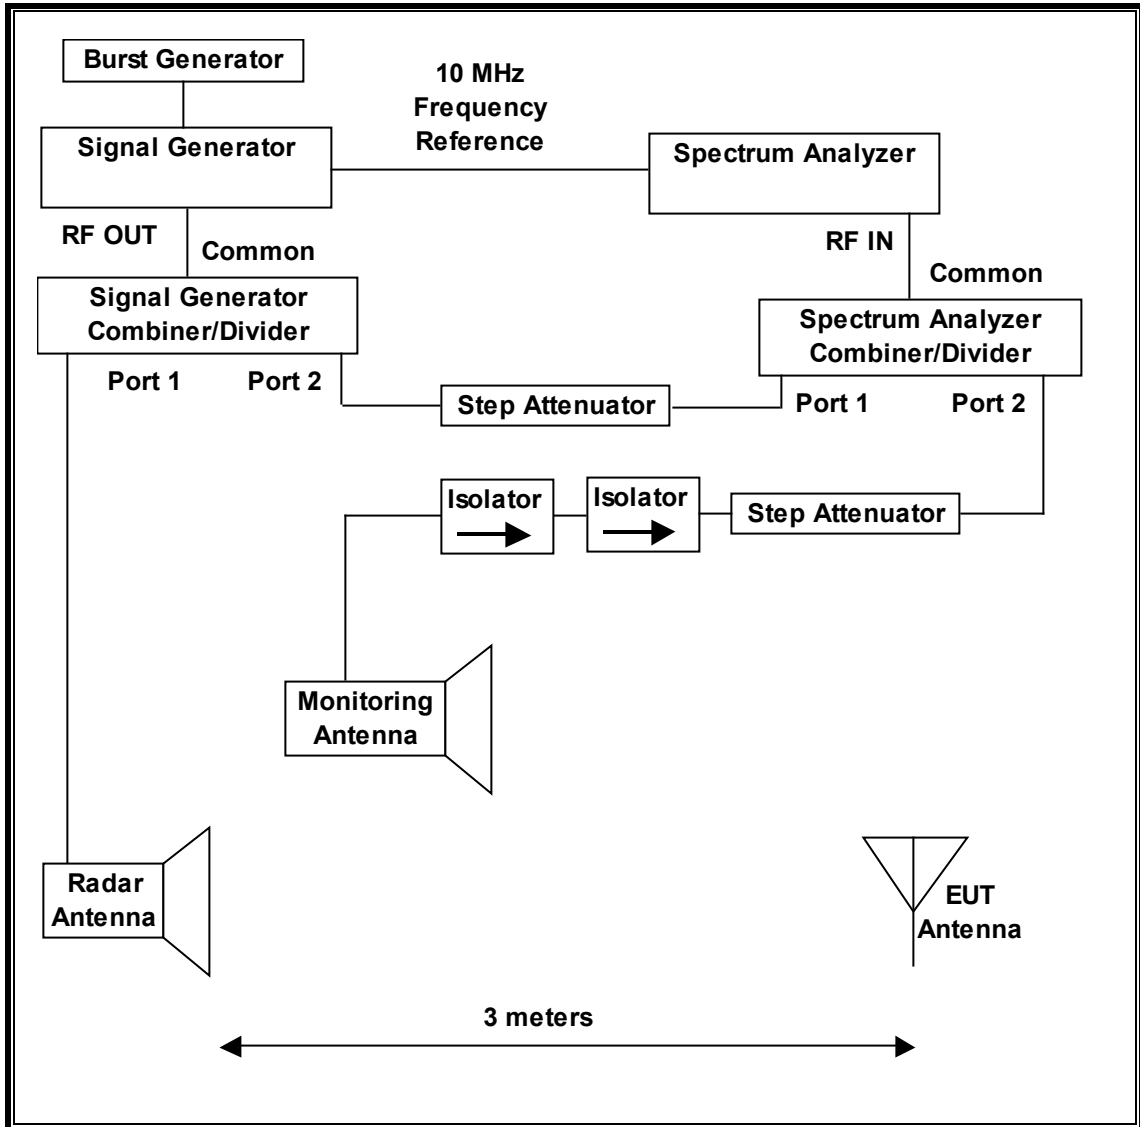 Burst Generator
10 MHz
Frequency
Reference
Signal Generator
Spectrum Analyzer
RF OUT
Common
RF IN
Common
Signal Generator
Combiner/Divider
Spectrum Analyzer
Combiner/Divider
Port 1
Port 2
Step Attenuator
Port 1
Port 2
Isolator
Isolator
Step Attenuator
Monitoring
Antenna
Radar
Antenna
EUT
Antenna
3 meters